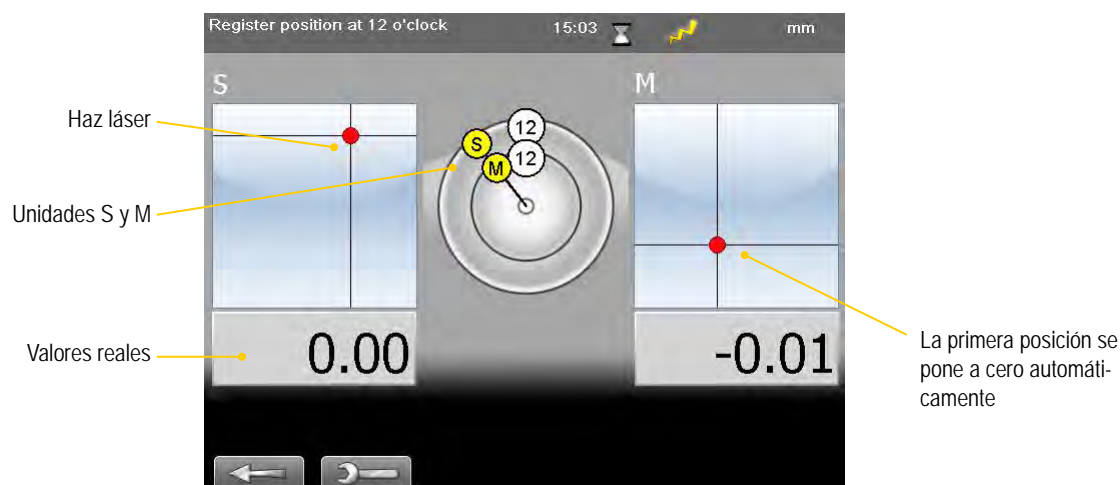 Register position at 12 o'clock 15:03 mm
S
M
Haz láser
12
S
12
M
Unidades S y M
Valores reales
0.00
-0.01
La primera posición se
pone a cero automáti-
camente